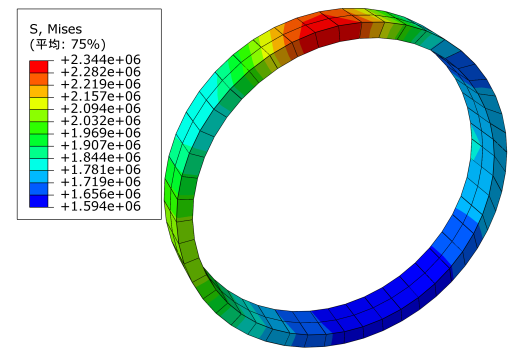 S, Mises
(平均: 75%)
+2.344e+06
+2.282e+06
+2.219e+06
+2.157e+06
+2.094e+06
+2.032e+06
+1.969e+06
+1.907e+06
+1.844e+06
+1.781e+06
+1.719e+06
+1.656e+06
+1.594e+06